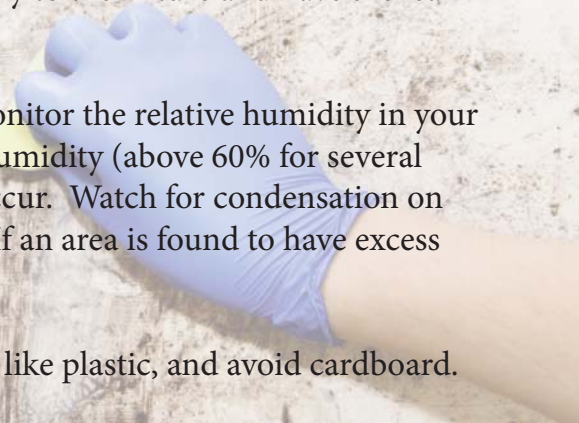 onitor the relative humidity in your
umidity (above 60% for several
cur.  Watch for condensation on
f an area is found to have excess
like plastic, and avoid cardboard.